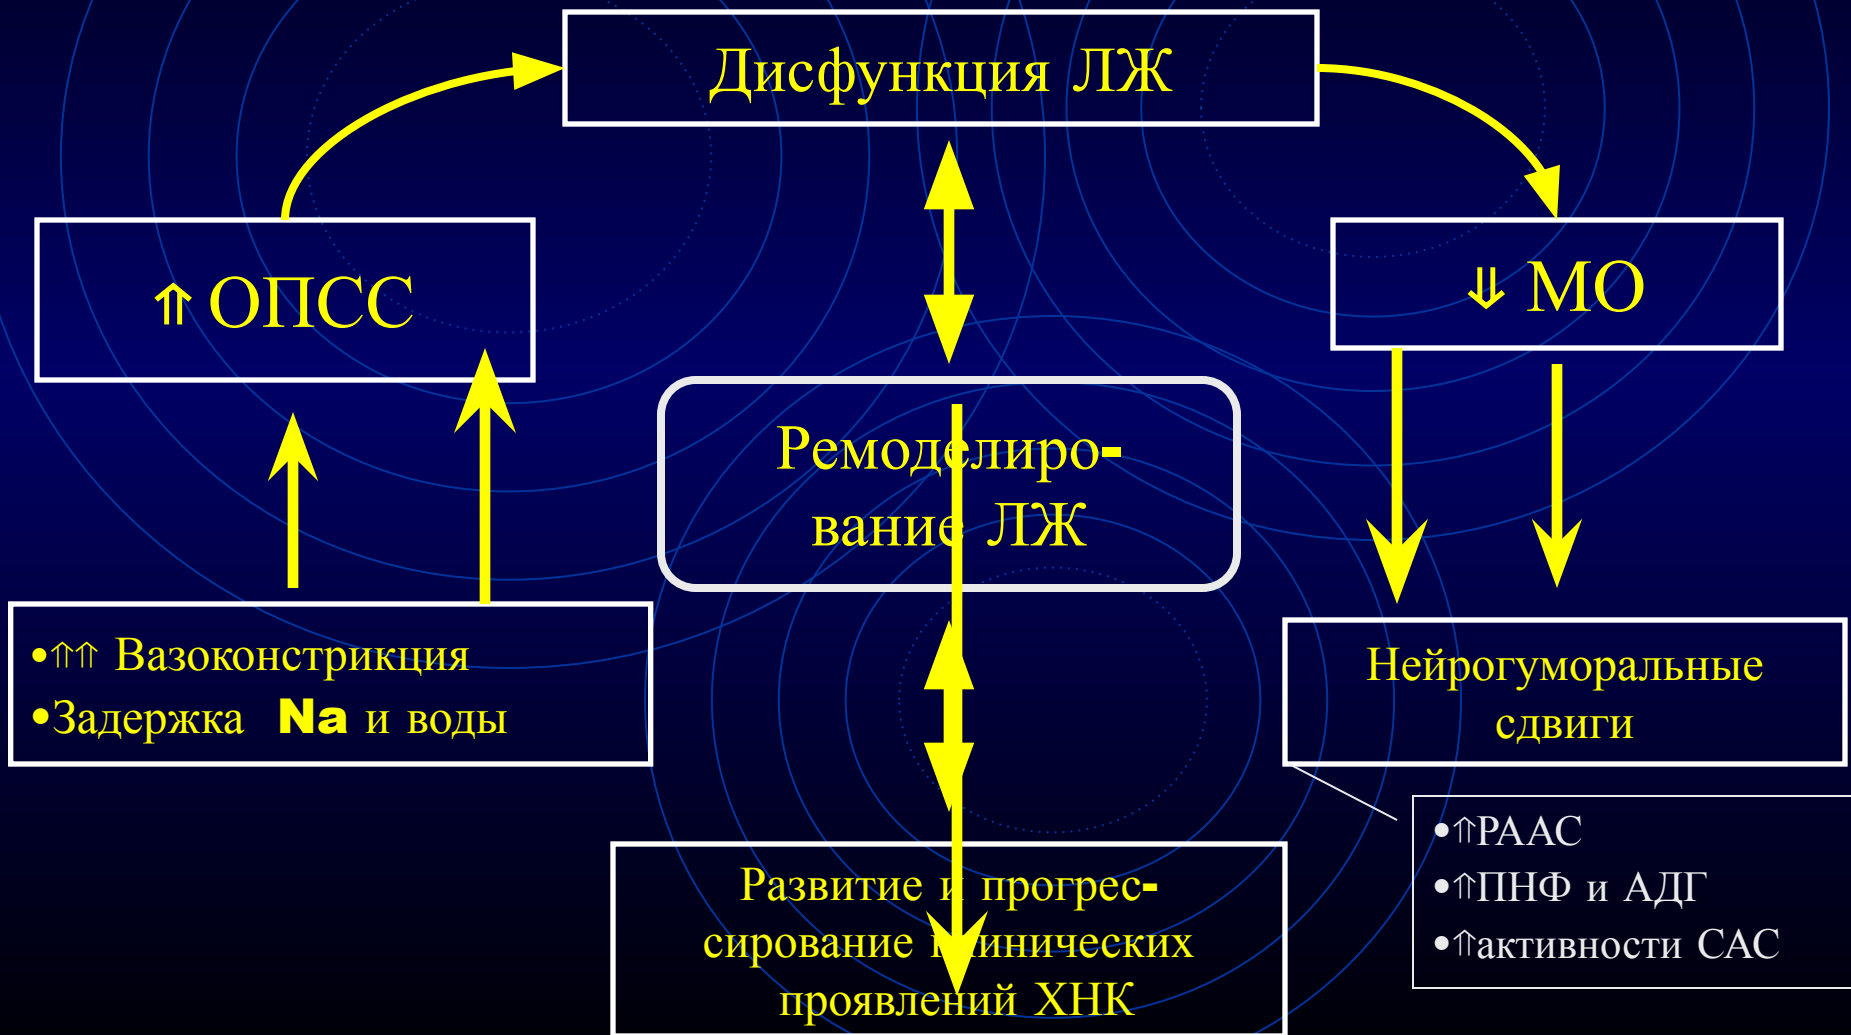 Дисфункция ЛЖ
⇑ ОПСС
⇓ МО
Ремоделиро-
вание ЛЖ
•⇑⇑ Вазоконстрикция
•Задержка Na и воды
Нейрогуморальные
сдвиги
•⇑РААС
•⇑ПНФ и АДГ
•⇑активности САС
Развитие и прогрес-
сирование клинических
проявлений ХНК